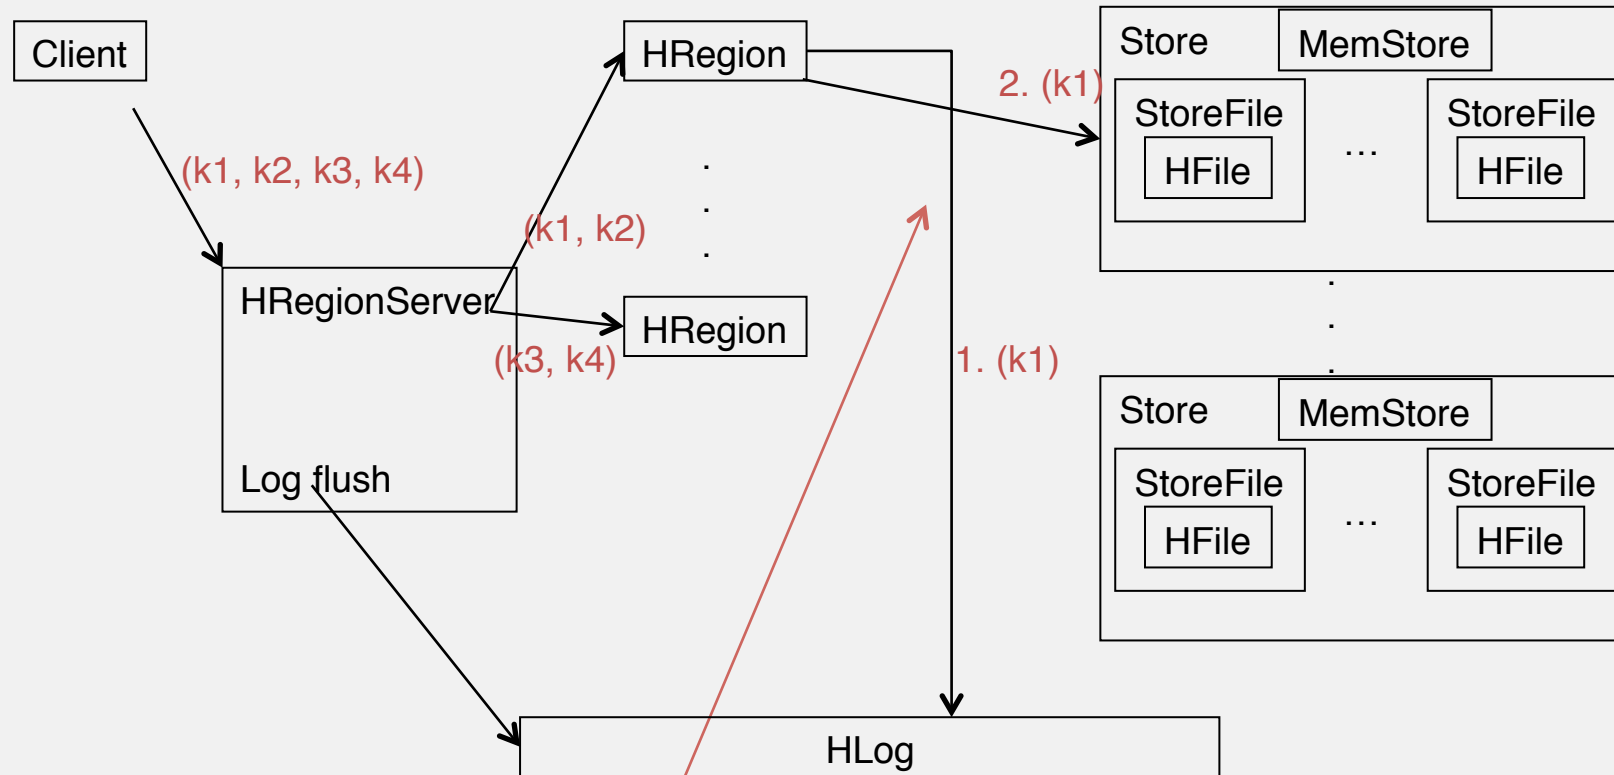 Client
(k1, k2, k3, k4)
HRegionServer
Log flush
HRegion
.
.
.
(k1, k2)
HRegion
(k3, k4)
1. (k1)
2. (k1)
Store
MemStore
StoreFile
HFile
...
StoreFile
HFile
.
.
.
Store
MemStore
StoreFile
HFile
...
StoreFile
HFile
HLog